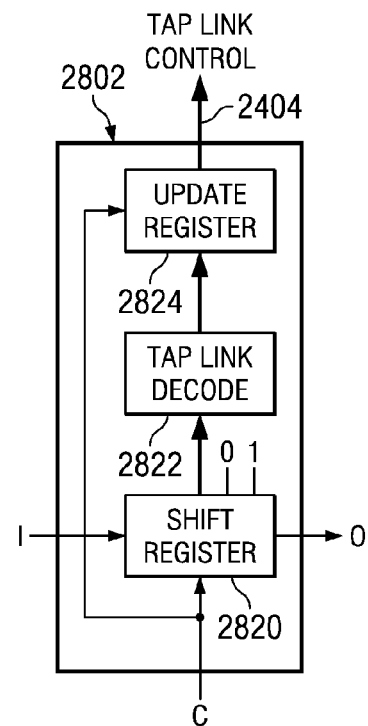 TAP LINK
CONTROL
2802
2404
UPDATE
REGISTER
2824
TAP LINK
DECODE
2822
0 1
I
SHIFT
REGISTER
O
2820
C